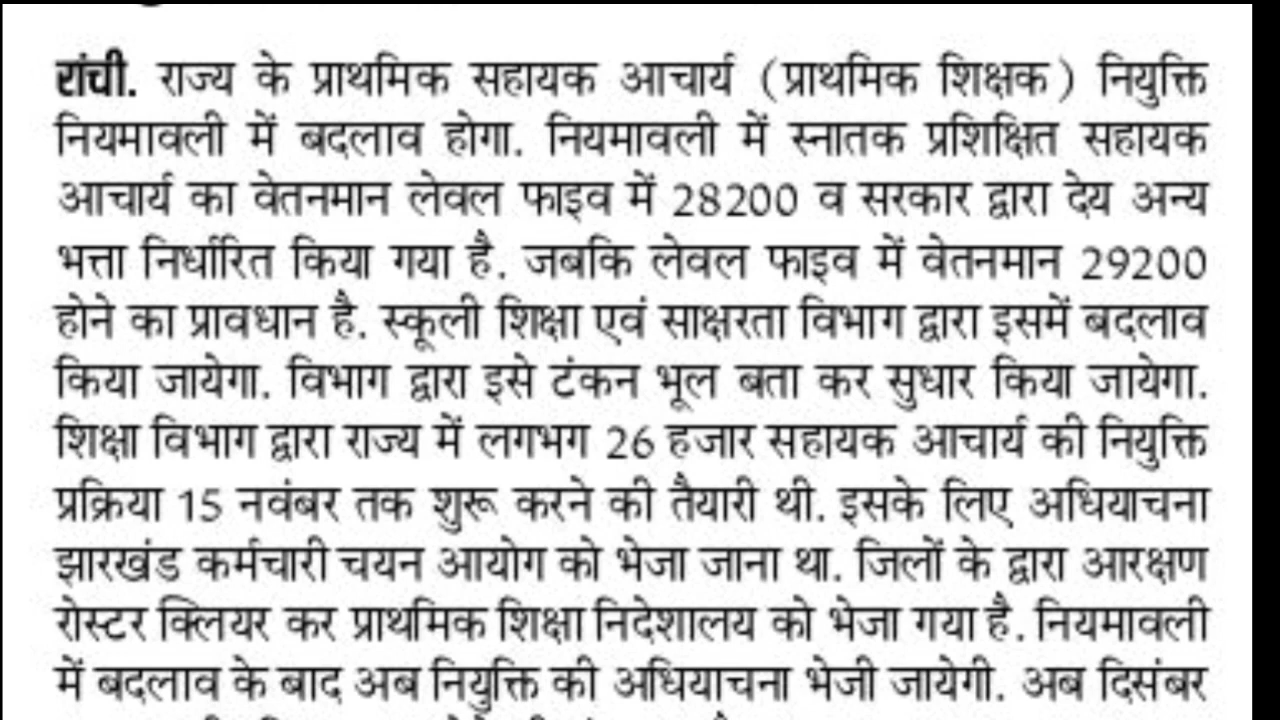 रांची. राज्य के प्राथमिक सहायक आचार्य (प्राथमिक शिक्षक) नियुक्ति
नियमावली में बदलाव होगा. नियमावली में स्नातक प्रशिक्षित सहायक
आचार्य का वेतनमान लेवल फाइव में 28200 व सरकार द्वारा देय अन्य
भत्ता निर्धारित किया गया है. जबकि लेवल फाइव में वेतनमान 29200
होने का प्रावधान है. स्कूली शिक्षा एवं साक्षरता विभाग द्वारा इसमें बदलाव
किया जायेगा. विभाग द्वारा इसे टंकन भूल बता कर सुधार किया जायेगा.
शिक्षा विभाग द्वारा राज्य में लगभग 26 हजार सहायक आचार्य की नियुक्ति
प्रक्रिया 15 नवंबर तक शुरू करने की तैयारी थी. इसके लिए अधियाचना
झारखंड कर्मचारी चयन आयोग को भेजा जाना था. जिलों के द्वारा आरक्षण
रोस्टर क्लियर कर प्राथमिक शिक्षा निदेशालय को भेजा गया है. नियमावली
में बदलाव के बाद अब नियुक्ति की अधियाचना भेजी जायेगी. अब दिसंबर